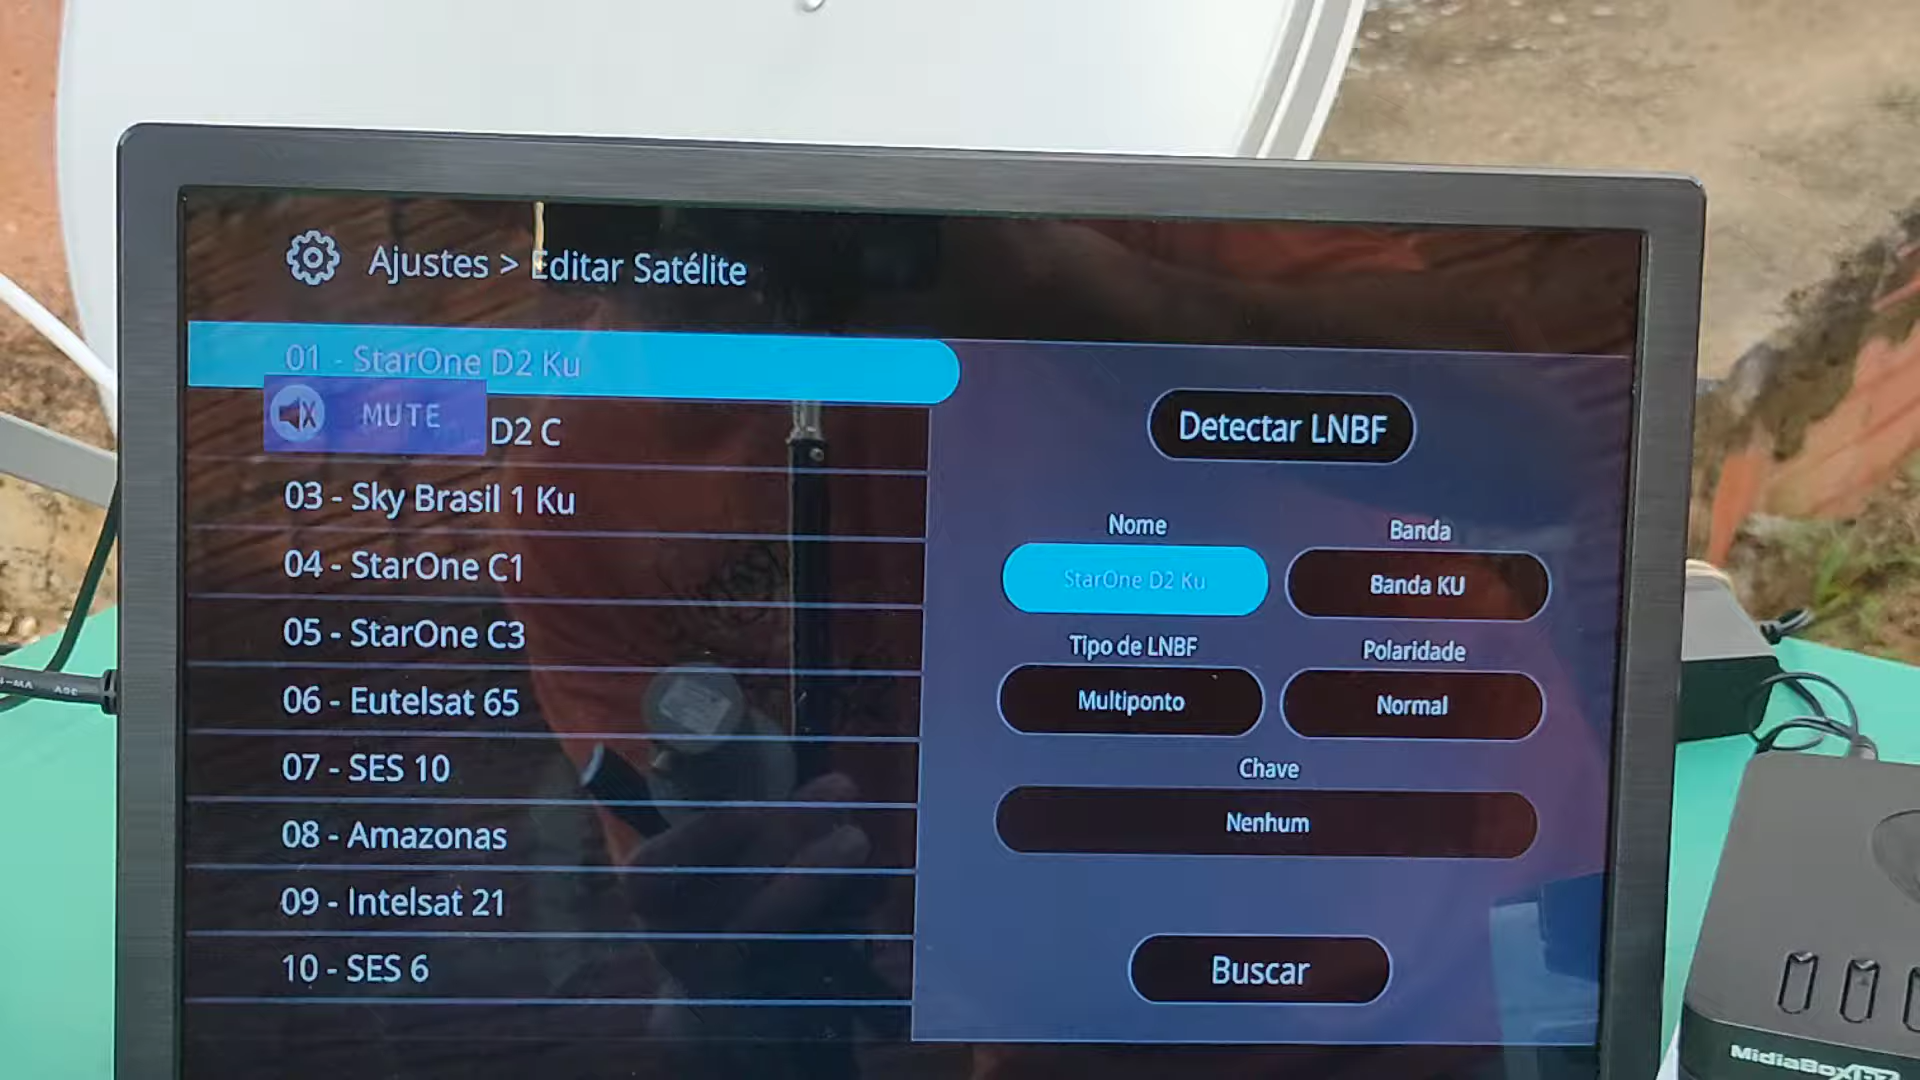 Ajustes > Editar Satélite
01 - StarOne D2 Ku
MUTE
D2 C
03 - Sky Brasil 1 Ku
04 - StarOne C1
05 - StarOne C3
06 - Eutelsat 65
07 - SES 10
08 - Amazonas
09 - Intelsat 21
10 - SES 6
Detectar LNBF
Nome
Banda
StarOne D2 Ku
Banda KU
Tipo de LNBF
Polaridade
Multiponto
Normal
Chave
Nenhum
Buscar
MidiaBox